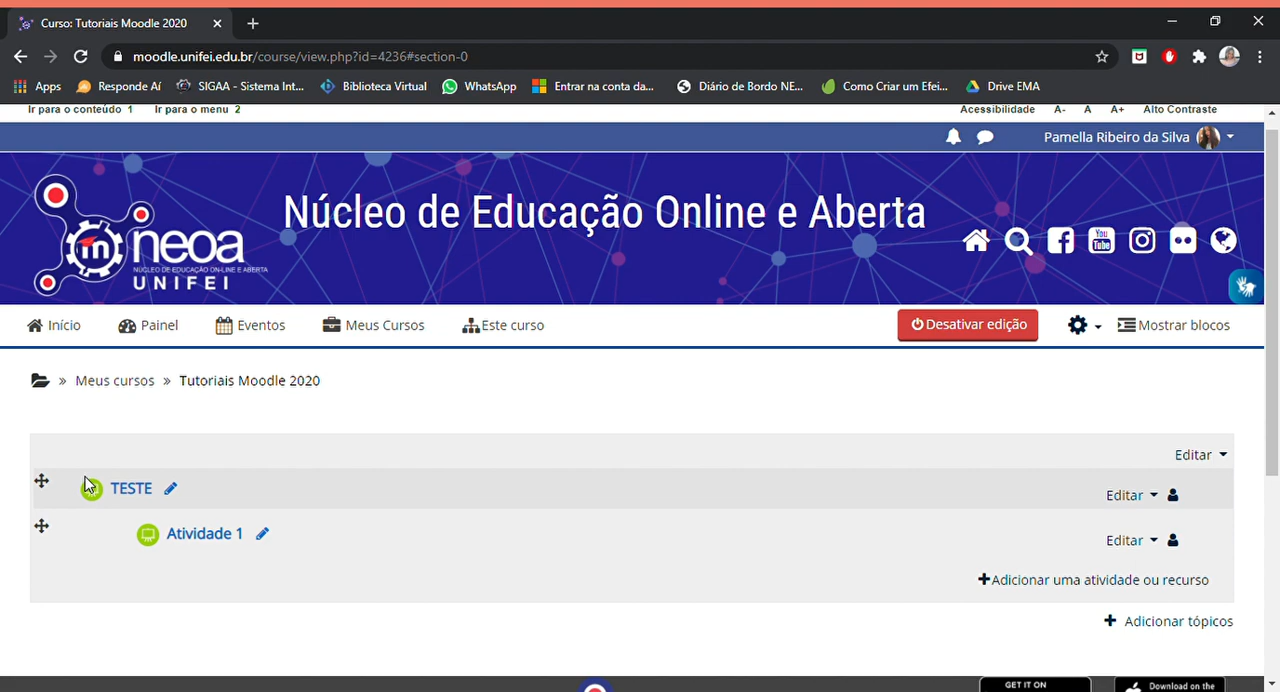 Curso: Tutoriais Moodle 2020
moodle.unifei.edu.br/course/view.php?id=4236#section-0
Apps Responde Aí SIGAA - Sistema Int... Biblioteca Virtual WhatsApp Entrar na conta da... Diário de Bordo NE... Como Criar um Efei... Drive EMA
Ir para o conteúdo 1 Ir para o menu 2 Acessibilidade A- A A+ Alto Contraste
Pamella Ribeiro da Silva
Núcleo de Educação Online e Aberta
neoa
NÚCLEO DE EDUCAÇÃO ON-LINE E ABERTA
UNIFEI
You
Tube
Início Painel Eventos Meus Cursos Este curso Desativar edição Mostrar blocos
» Meus cursos » Tutoriais Moodle 2020
Editar
TESTE Editar
Atividade 1 Editar
Adicionar uma atividade ou recurso
Adicionar tópicos
GET IT ON Download on the